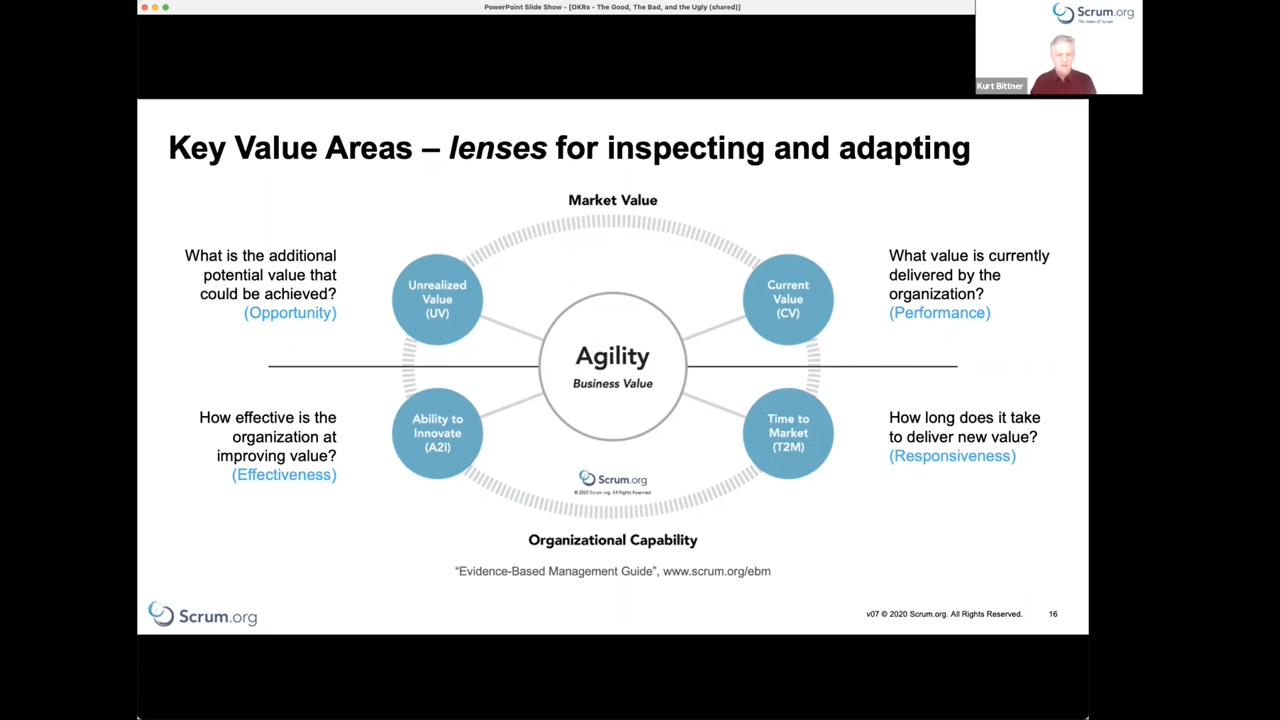 PowerPoint Slide Show - [OKRs - The Good, The Bad, and the Ugly (shared)]
Scrum.org
The Home of Scrum
Kurt Bittner
Key Value Areas – lenses for inspecting and adapting
Market Value
What is the additional
potential value that
could be achieved?
(Opportunity)
Unrealized
Value
(UV)
Current
Value
(CV)
What value is currently
delivered by the
organization?
(Performance)
Agility
Business Value
How effective is the
organization at
improving value?
(Effectiveness)
Ability to
Innovate
(A2I)
Time to
Market
(T2M)
How long does it take
to deliver new value?
(Responsiveness)
Scrum.org
© 2020 Scrum.org. All Rights Reserved.
Organizational Capability
“Evidence-Based Management Guide”, www.scrum.org/ebm
Scrum.org
v07 © 2020 Scrum.org. All Rights Reserved.
16